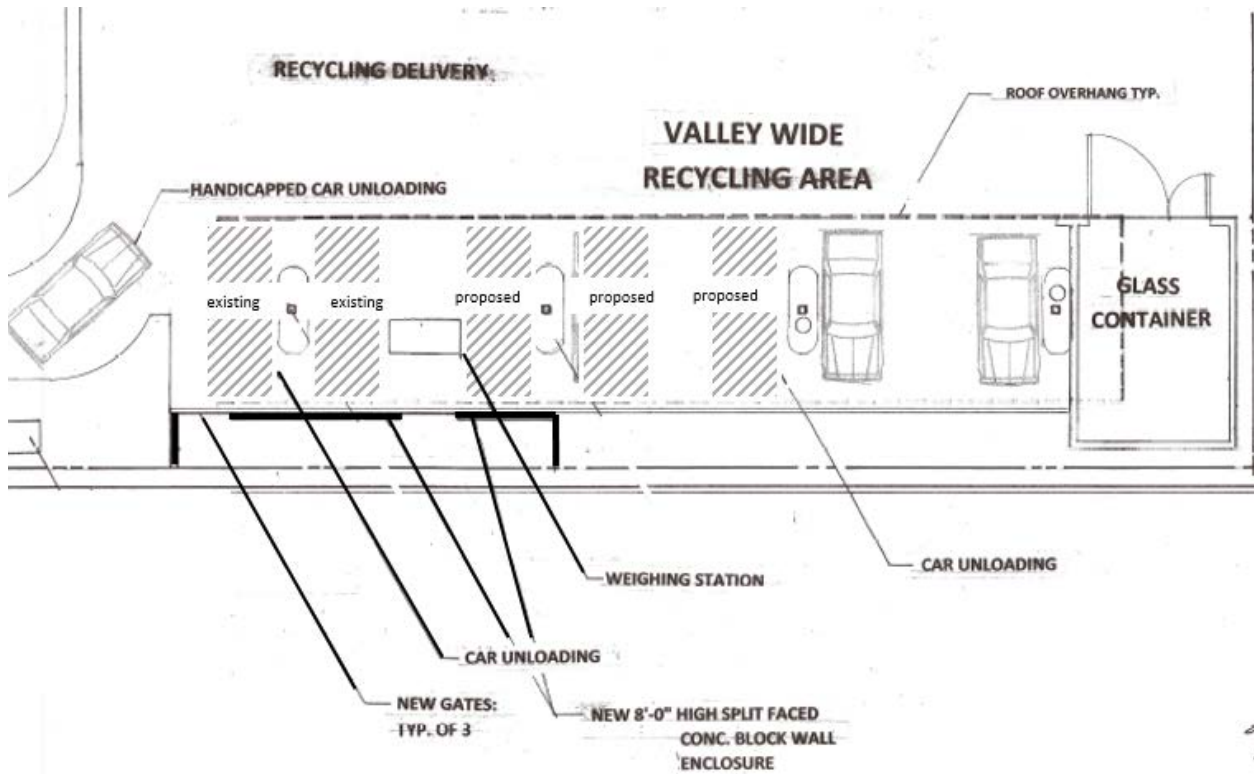 RECYCLING DELIVERY
ROOF OVERHANG TYP.
VALLEY WIDE
RECYCLING AREA
HANDICAPPED CAR UNLOADING
existing
existing
proposed
proposed
proposed
GLASS
CONTAINER
WEIGHING STATION
CAR UNLOADING
CAR UNLOADING
NEW GATES:
TYP. OF 3
NEW 8'-0" HIGH SPLIT FACED
CONC. BLOCK WALL
ENCLOSURE